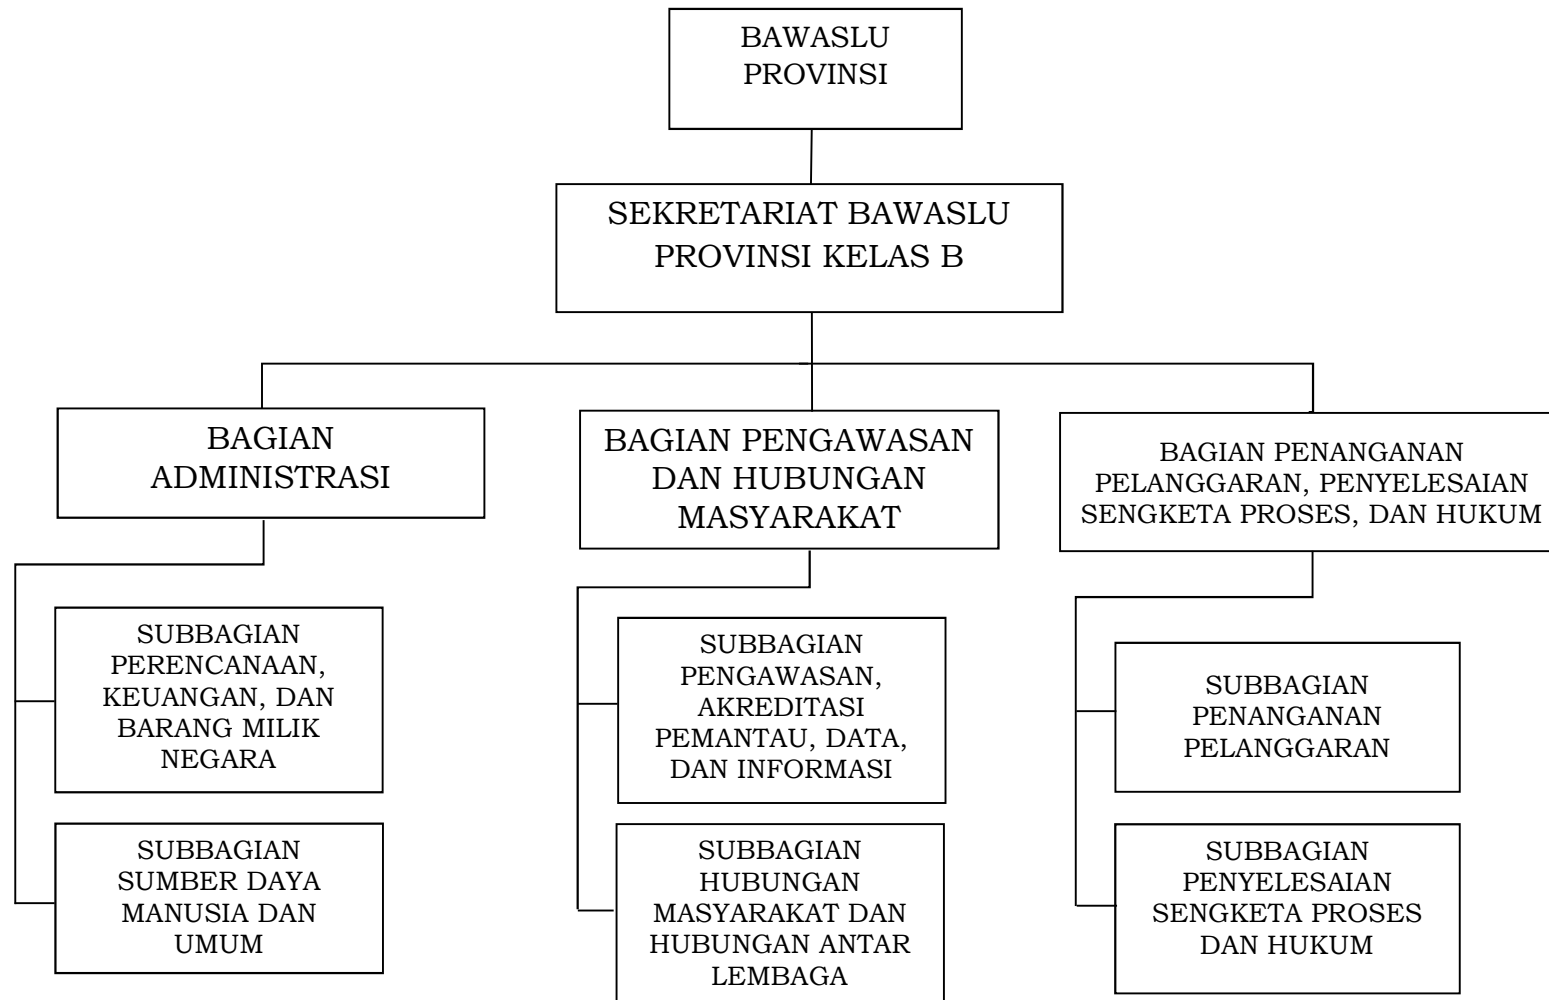 BAWASLU
PROVINSI
SEKRETARIAT BAWASLU
PROVINSI KELAS B
BAGIAN
ADMINISTRASI
BAGIAN PENGAWASAN
DAN HUBUNGAN
MASYARAKAT
BAGIAN PENANGANAN
PELANGGARAN, PENYELESAIAN
SENGKETA PROSES, DAN HUKUM
SUBBAGIAN
PERENCANAAN,
KEUANGAN, DAN
BARANG MILIK
NEGARA
SUBBAGIAN
PENGAWASAN,
AKREDITASI
PEMANTAU, DATA,
DAN INFORMASI
SUBBAGIAN
PENANGANAN
PELANGGARAN
SUBBAGIAN
SUMBER DAYA
MANUSIA DAN
UMUM
SUBBAGIAN
HUBUNGAN
MASYARAKAT DAN
HUBUNGAN ANTAR
LEMBAGA
SUBBAGIAN
PENYELESAIAN
SENGKETA PROSES
DAN HUKUM